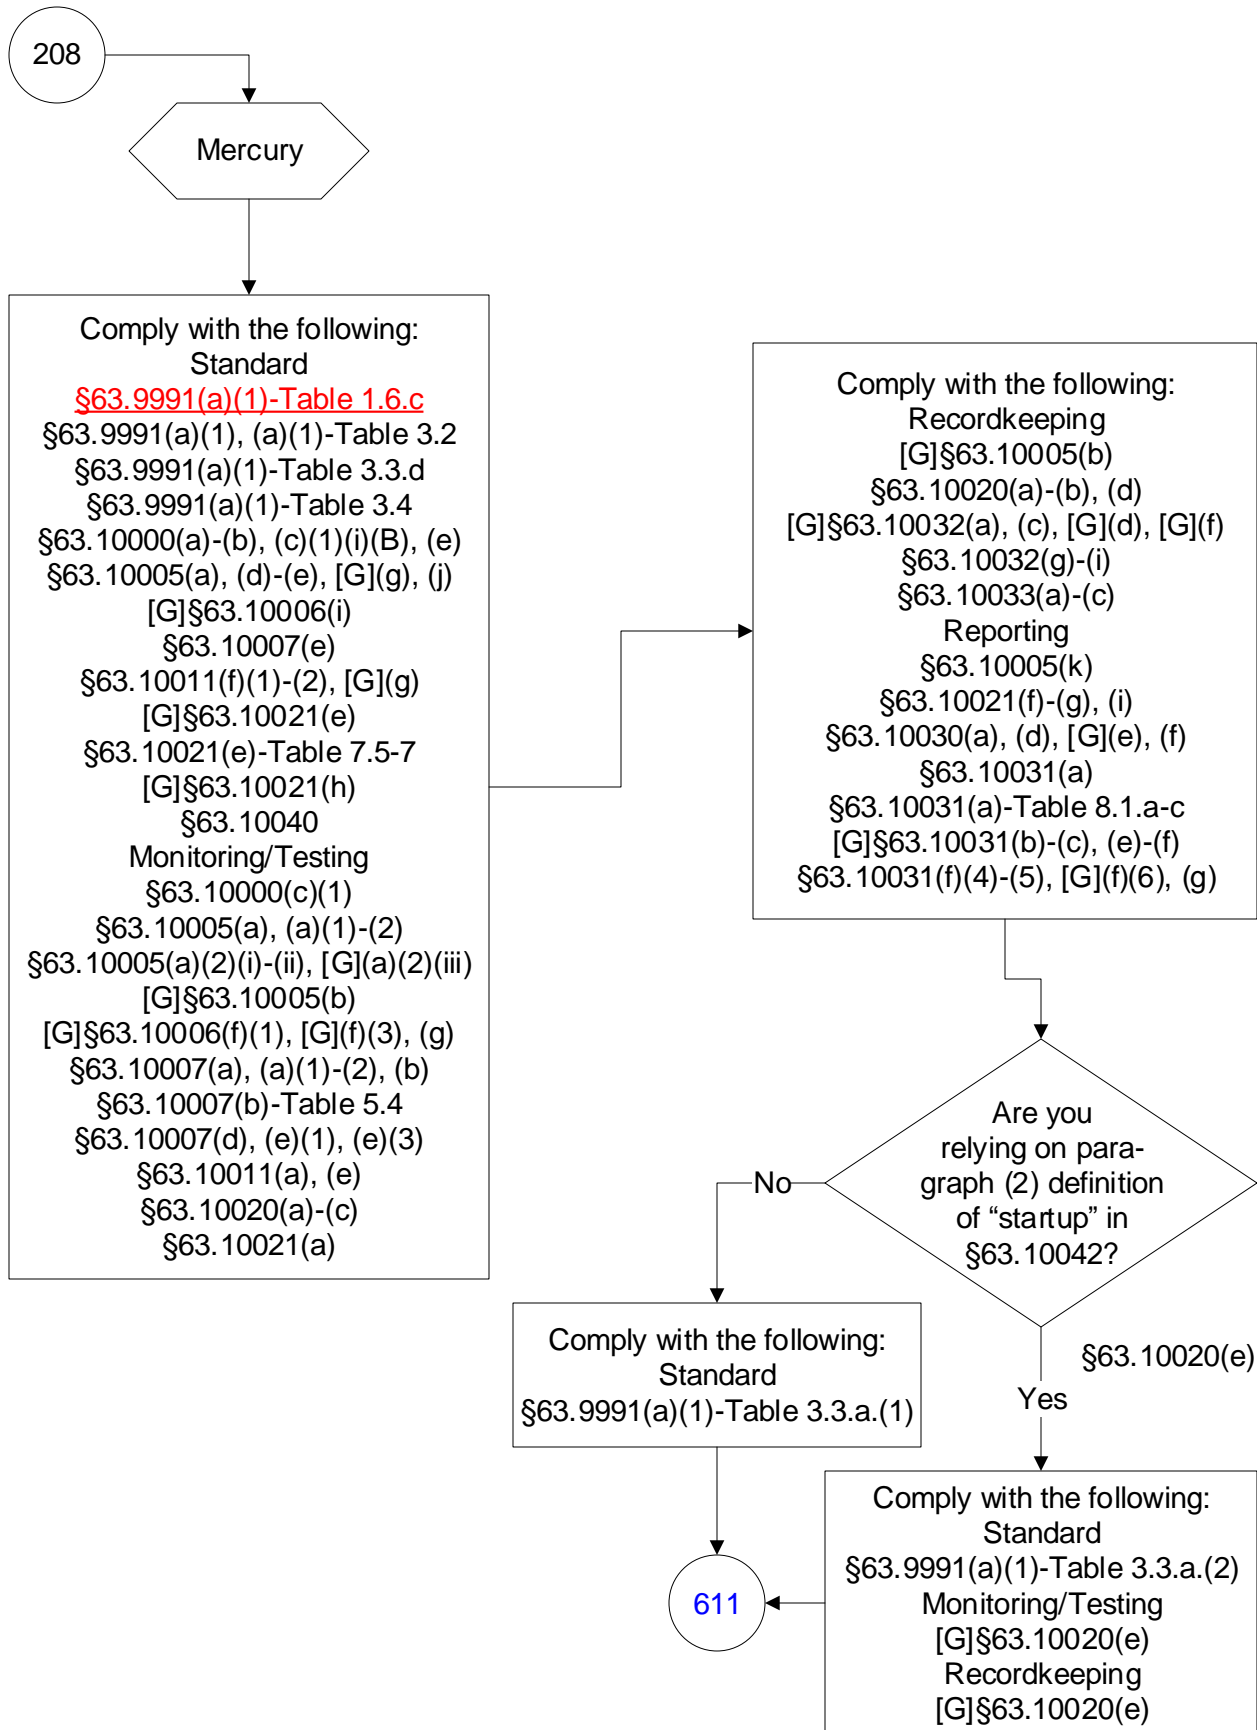 208
Mercury
Comply with the following:
Standard
§63.9991(a)(1)-Table 1.6.c
§63.9991(a)(1), (a)(1)-Table 3.2
§63.9991(a)(1)-Table 3.3.d
§63.9991(a)(1)-Table 3.4
§63.10000(a)-(b), (c)(1)(i)(B), (e)
§63.10005(a), (d)-(e), [G](g), (j)
[G]§63.10006(i)
§63.10007(e)
§63.10011(f)(1)-(2), [G](g)
[G]§63.10021(e)
§63.10021(e)-Table 7.5-7
[G]§63.10021(h)
§63.10040
Monitoring/Testing
§63.10000(c)(1)
§63.10005(a), (a)(1)-(2)
§63.10005(a)(2)(i)-(ii), [G](a)(2)(iii)
[G]§63.10005(b)
[G]§63.10006(f)(1), [G](f)(3), (g)
§63.10007(a), (a)(1)-(2), (b)
§63.10007(b)-Table 5.4
§63.10007(d), (e)(1), (e)(3)
§63.10011(a), (e)
§63.10020(a)-(c)
§63.10021(a)
Comply with the following:
Recordkeeping
[G]§63.10005(b)
§63.10020(a)-(b), (d)
[G]§63.10032(a), (c), [G](d), [G](f)
§63.10032(g)-(i)
§63.10033(a)-(c)
Reporting
§63.10005(k)
§63.10021(f)-(g), (i)
§63.10030(a), (d), [G](e), (f)
§63.10031(a)
§63.10031(a)-Table 8.1.a-c
[G]§63.10031(b)-(c), (e)-(f)
§63.10031(f)(4)-(5), [G](f)(6), (g)
Are you
relying on para-
graph (2) definition
of “startup” in
§63.10042?
No
Comply with the following:
Standard
§63.9991(a)(1)-Table 3.3.a.(1)
§63.10020(e)
Yes
Comply with the following:
Standard
§63.9991(a)(1)-Table 3.3.a.(2)
Monitoring/Testing
[G]§63.10020(e)
Recordkeeping
[G]§63.10020(e)
611